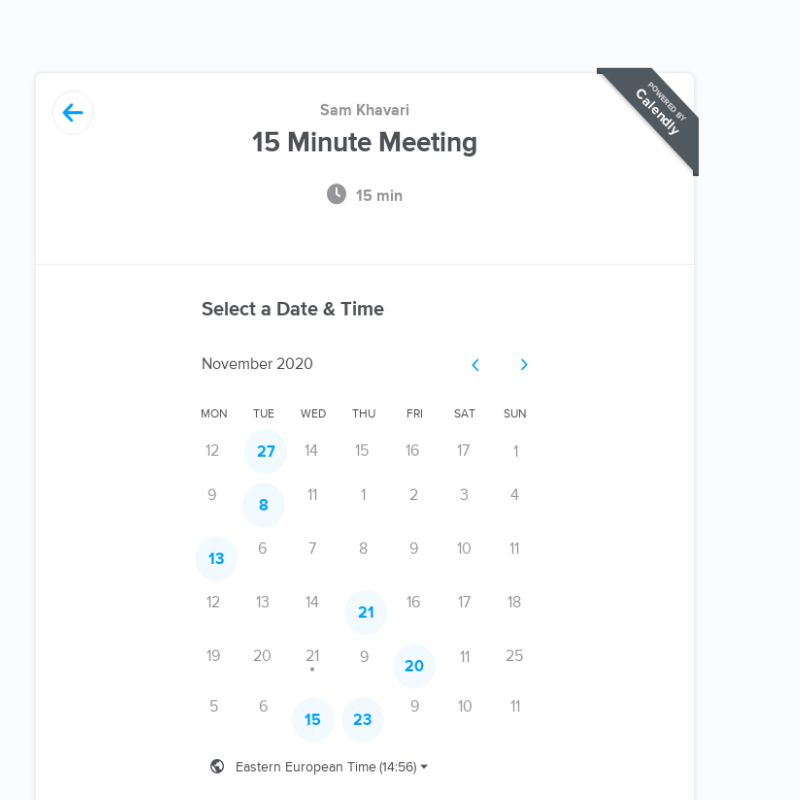 POWERED BY
Calendly
Sam Khavari
15 Minute Meeting
15 min
Select a Date & Time
November 2020
MON TUE WED THU FRI SAT SUN
12 27 14 15 16 17 1
9 8 11 1 2 3 4
13 6 7 8 9 10 11
12 13 14 21 16 17 18
19 20 21 9 20 11 25
5 6 15 23 9 10 11
Eastern European Time (14:56)